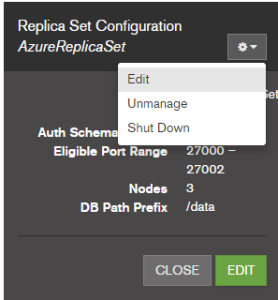 Replica Set Configuration
AzureReplicaSet
Edit
Unmanage
Shut Down
Auth Schema
Eligible Port Range 27000 –
27002
Nodes 3
DB Path Prefix /data
CLOSE EDIT